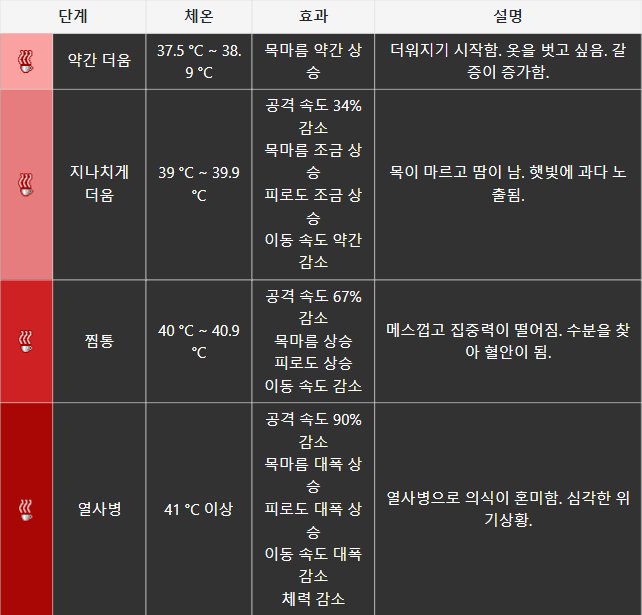 단계 체온 효과 설명
약간 더움
37.5 °C ~ 38.
9 °C
목마름 약간 상
승
더워지기 시작함. 옷을 벗고 싶음. 갈
증이 증가함.
지나치게
더움
39 °C ~ 39.9
°C
공격 속도 34%
감소
목마름 조금 상
승
피로도 조금 상
승
이동 속도 약간
감소
목이 마르고 땀이 남. 햇빛에 과다 노
출됨.
찜통
40 °C ~ 40.9
°C
공격 속도 67%
감소
목마름 상승
피로도 상승
이동 속도 감소
메스껍고 집중력이 떨어짐. 수분을 찾
아 혈안이 됨.
열사병
41 °C 이상
공격 속도 90%
감소
목마름 대폭 상
승
피로도 대폭 상
승
이동 속도 대폭
감소
체력 감소
열사병으로 의식이 혼미함. 심각한 위
기상황.